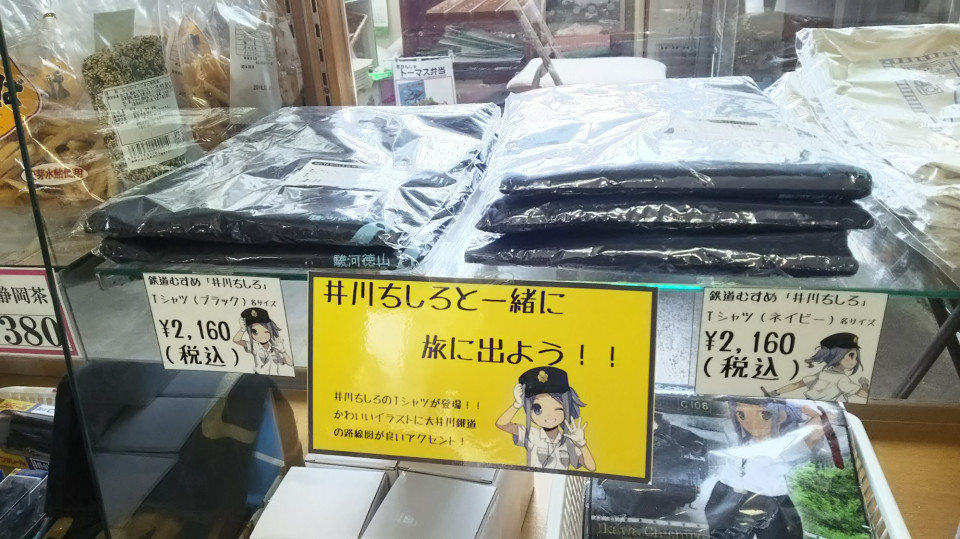 トーマス弁当
駿河徳山
静岡茶
380
鉄道むすめ「井川ちしろ」
Tシャツ(ブラック)各サイズ
¥2,160
(税込)
井川ちしろと一緒に
旅に出よう!!
井川ちしろのTシャツが登場!!
かわいいイラストに大井川鐵道
の路線図が良いアクセント!
鉄道むすめ「井川ちしろ」
Tシャツ(ネイビー)各サイズ
¥2,160
(税込)
C108